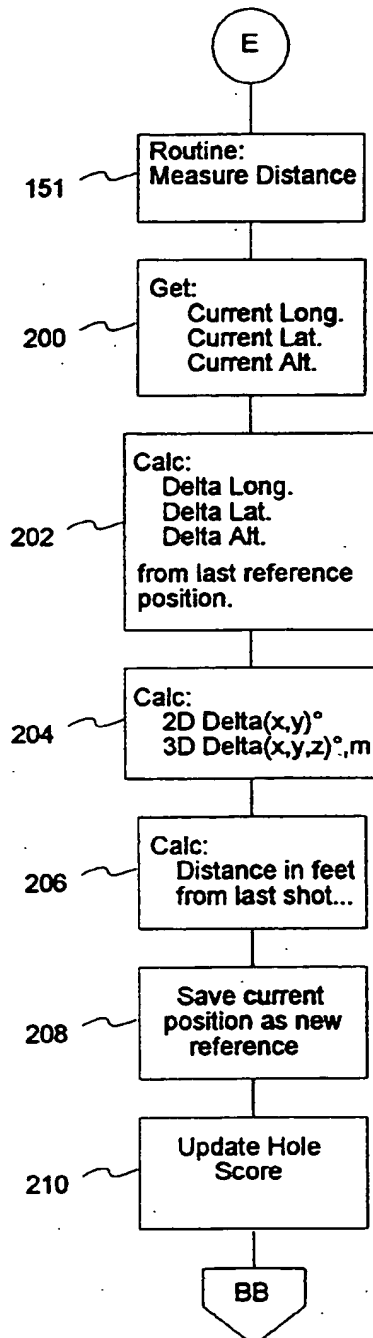 E
151
Routine:
Measure Distance
200
Get:
Current Long.
Current Lat.
Current Alt.
202
Calc:
Delta Long.
Delta Lat.
Delta Alt.
from last reference
position.
204
Calc:
2D Delta(x,y)°
3D Delta(x,y,z)°,m
206
Calc:
Distance in feet
from last shot...
208
Save current
position as new
reference
210
Update Hole
Score
BB